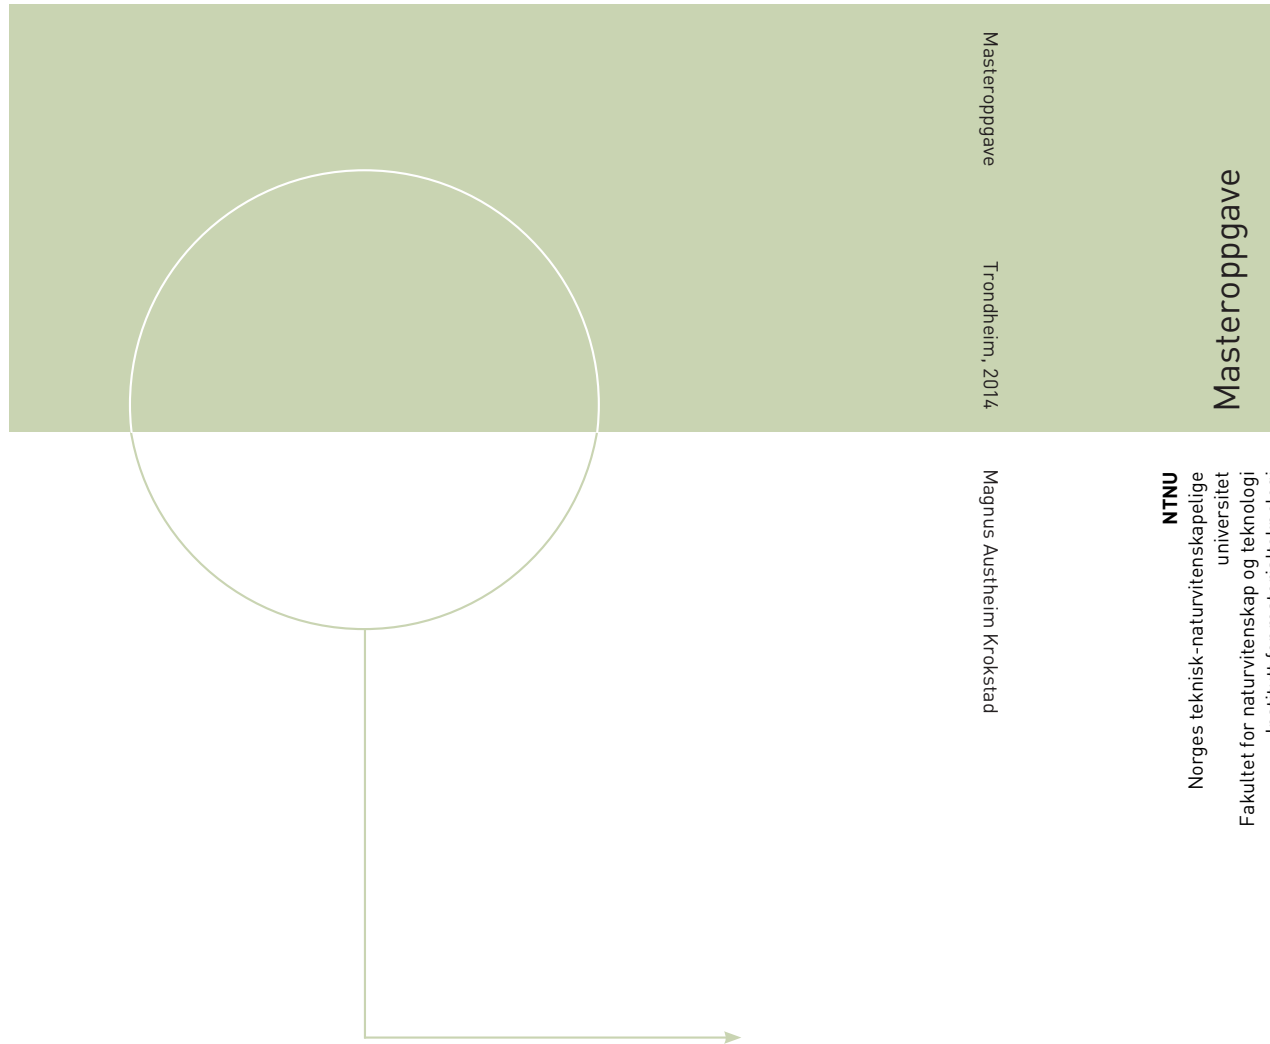 Masteroppgave
Trondheim, 2014
Magnus Austheim Krokstad
Masteroppgave
NTNU
Norges teknisk-naturvitenskapelige
universitet
Fakultet for naturvitenskap og teknologi